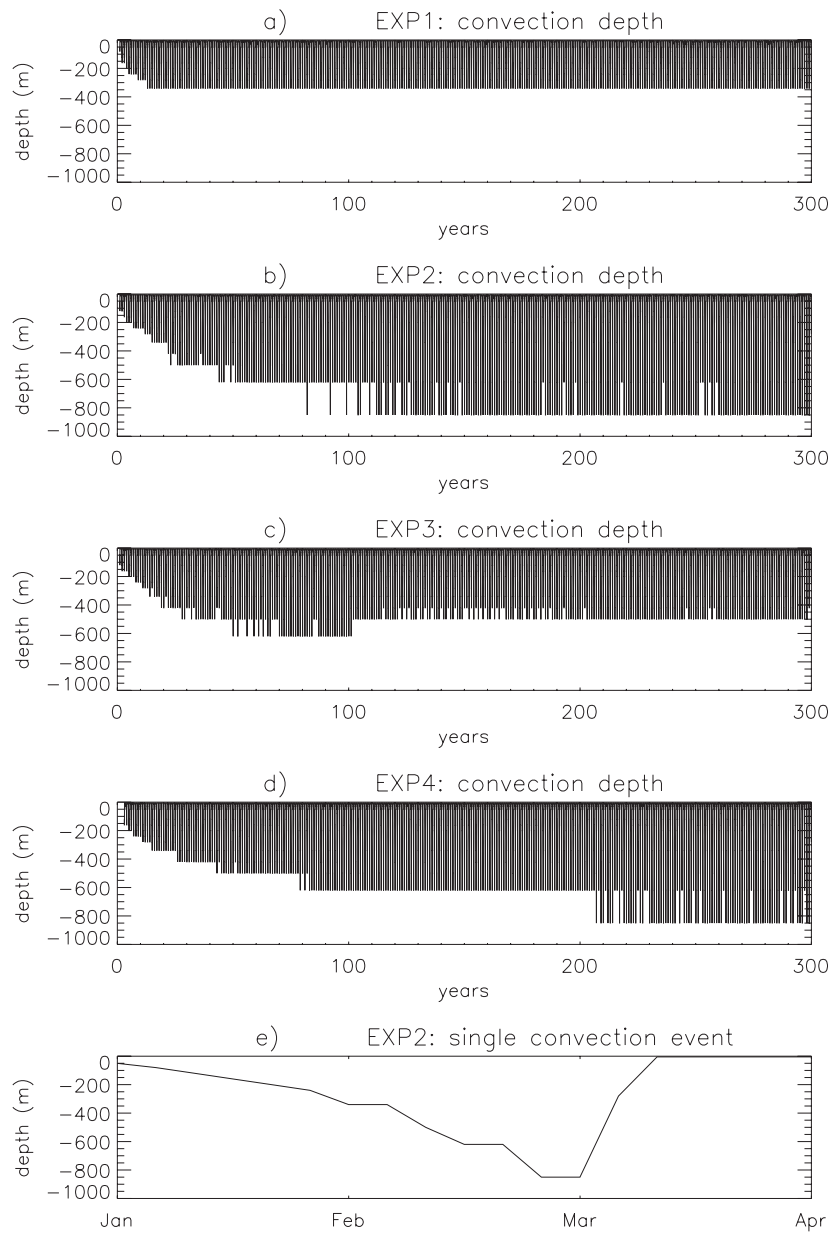 a) EXP1: convection depth
0
−200
−400
−600
−800
−1000
depth (m)
0 100 200 300
years
b) EXP2: convection depth
0
−200
−400
−600
−800
−1000
depth (m)
0 100 200 300
years
c) EXP3: convection depth
0
−200
−400
−600
−800
−1000
depth (m)
0 100 200 300
years
d) EXP4: convection depth
0
−200
−400
−600
−800
−1000
depth (m)
0 100 200 300
years
e) EXP2: single convection event
0
−200
−400
−600
−800
−1000
depth (m)
Jan Feb Mar Apr